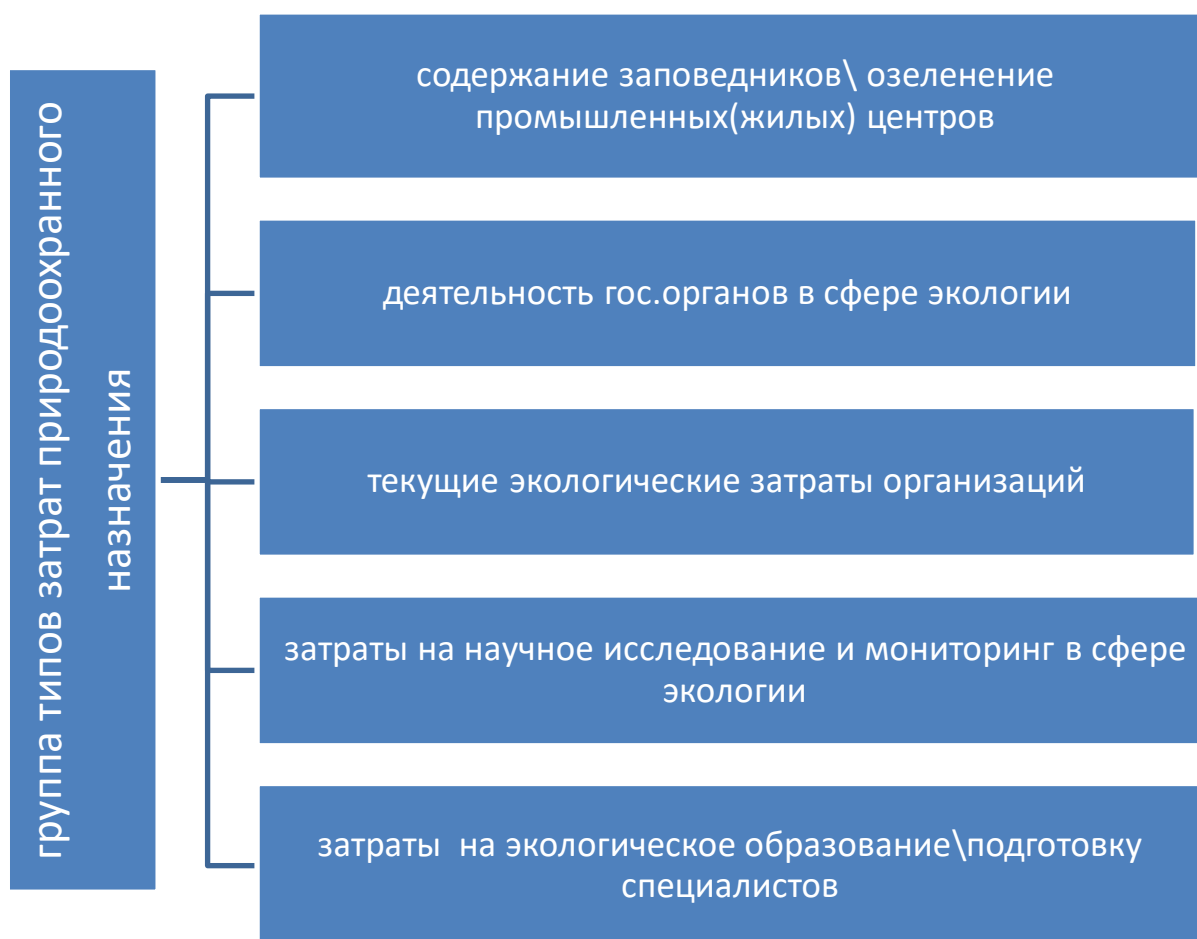 группа типов затрат природоохранного
назначения
содержание заповедников\ озеленение
промышленных(жилых) центров
деятельность гос.органов в сфере экологии
текущие экологические затраты организаций
затраты на научное исследование и мониторинг в сфере
экологии
затраты  на экологическое образование\подготовку
специалистов